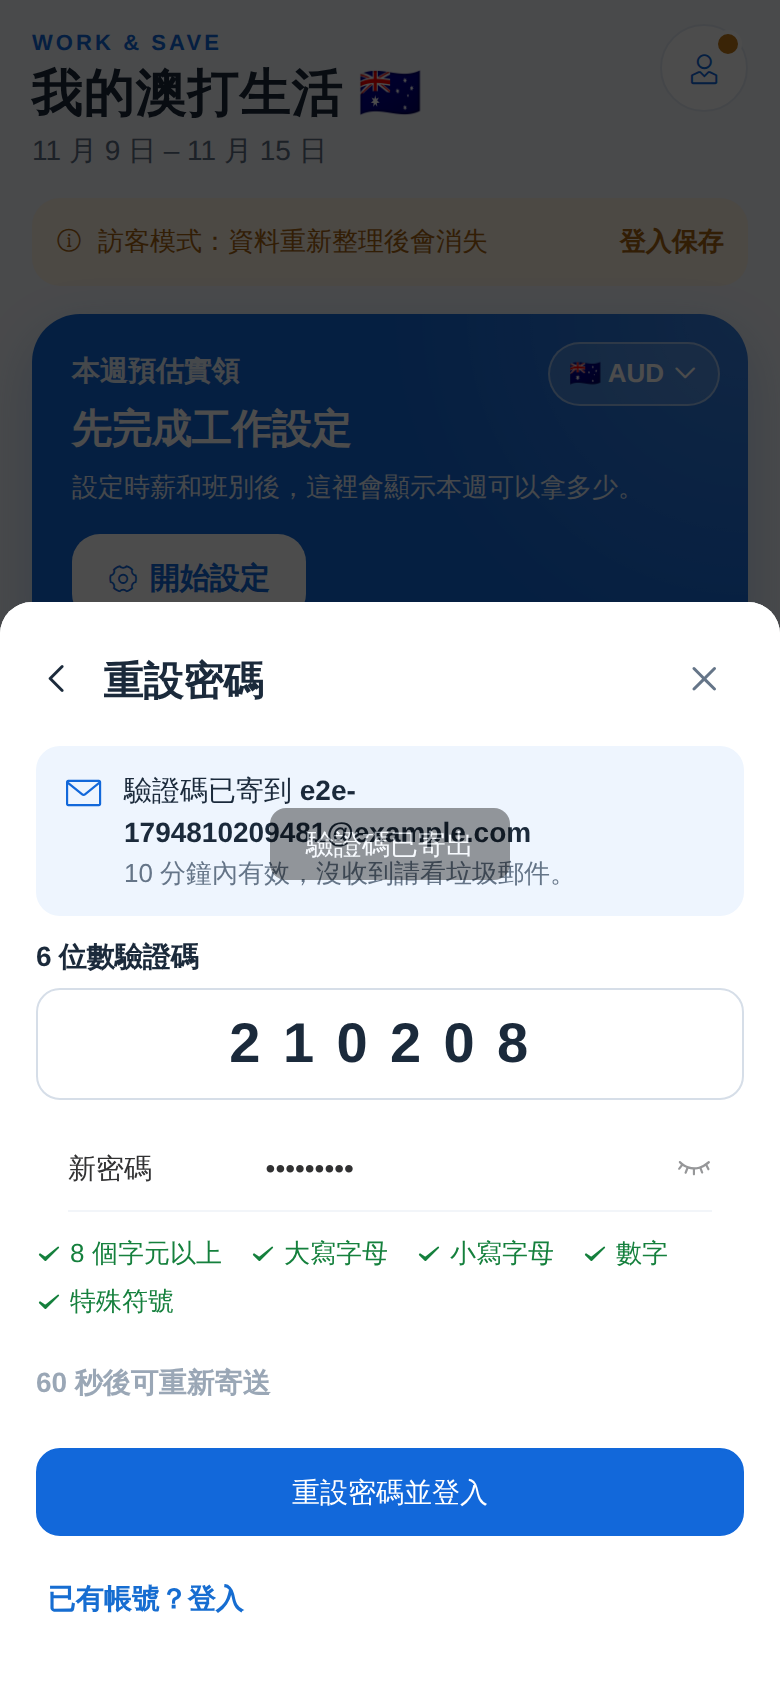 WORK & SAVE
我的澳打生活
11 月 9 日 – 11 月 15 日
訪客模式：資料重新整理後會消失
登入保存
本週預估實領
AUD
先完成工作設定
設定時薪和班別後，這裡會顯示本週可以拿多少。
開始設定
重設密碼
驗證碼已寄到 e2e-
1794810209481@example.com
驗證碼已寄出
10 分鐘內有效，沒收到請看垃圾郵件。
6 位數驗證碼
210208
新密碼 •••••••••
8 個字元以上 大寫字母 小寫字母 數字
特殊符號
60 秒後可重新寄送
重設密碼並登入
已有帳號？登入